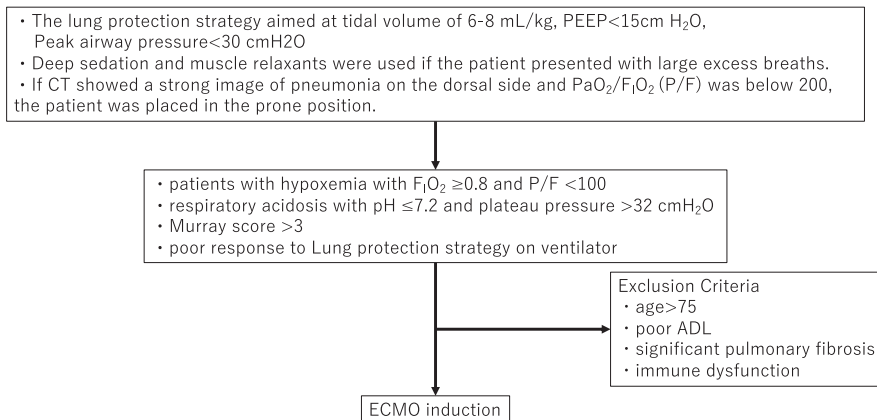 ・The lung protection strategy aimed at tidal volume of 6-8 mL/kg, PEEP<15cm H₂O,
Peak airway pressure<30 cmH2O
・Deep sedation and muscle relaxants were used if the patient presented with large excess breaths.
・If CT showed a strong image of pneumonia on the dorsal side and PaO₂/FIO₂ (P/F) was below 200,
the patient was placed in the prone position.
・patients with hypoxemia with FIO₂ ≥0.8 and P/F <100
・respiratory acidosis with pH ≤7.2 and plateau pressure >32 cmH₂O
・Murray score >3
・poor response to Lung protection strategy on ventilator
Exclusion Criteria
・age>75
・poor ADL
・significant pulmonary fibrosis
・immune dysfunction
ECMO induction